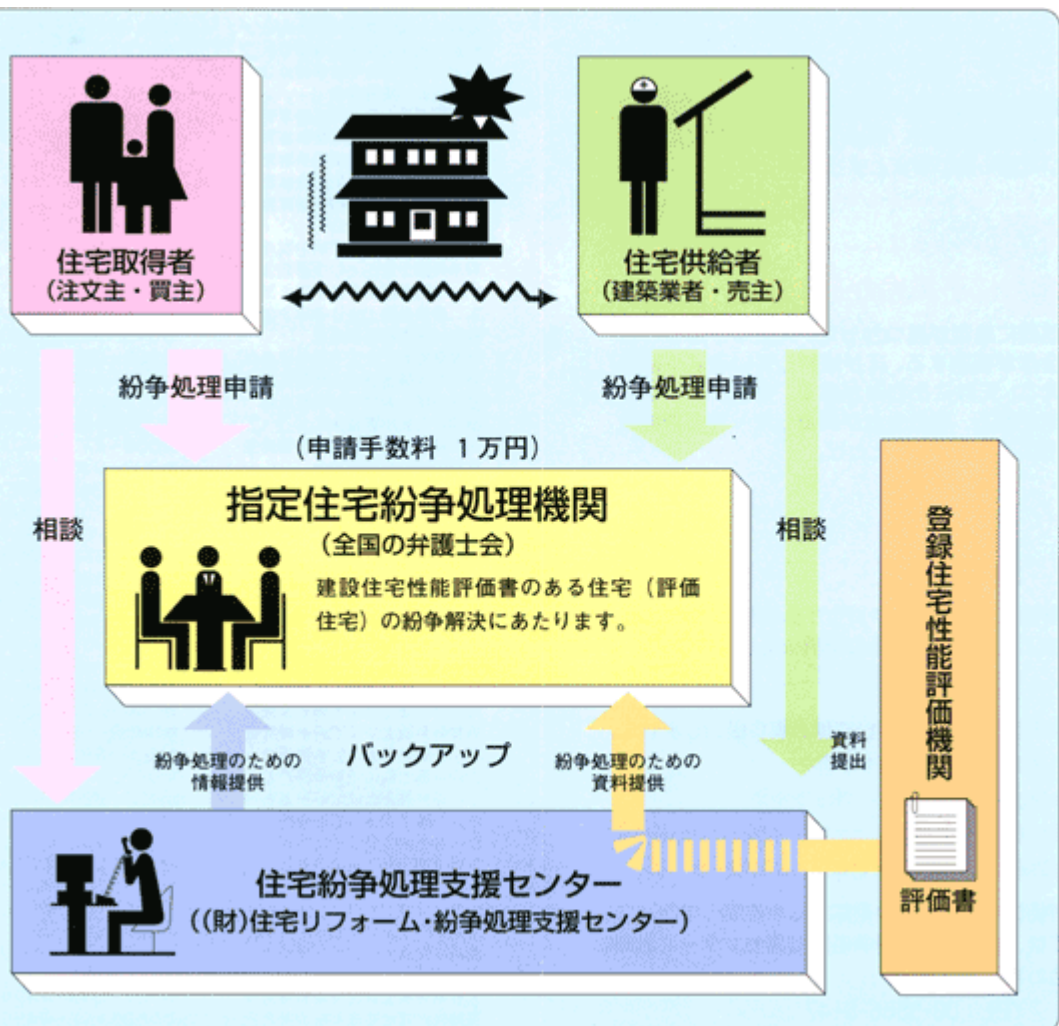 住宅取得者
（注文主・買主）
住宅供給者
（建築業者・売主）
紛争処理申請
紛争処理申請
（申請手数料 1万円）
指定住宅紛争処理機関
（全国の弁護士会）
建設住宅性能評価書のある住宅（評価
住宅）の紛争解決にあたります。
相談
相談
登録住宅性能評価機関
紛争処理のための
情報提供
バックアップ
紛争処理のための
資料提供
資料
提出
評価書
住宅紛争処理支援センター
((財)住宅リフォーム・紛争処理支援センター）